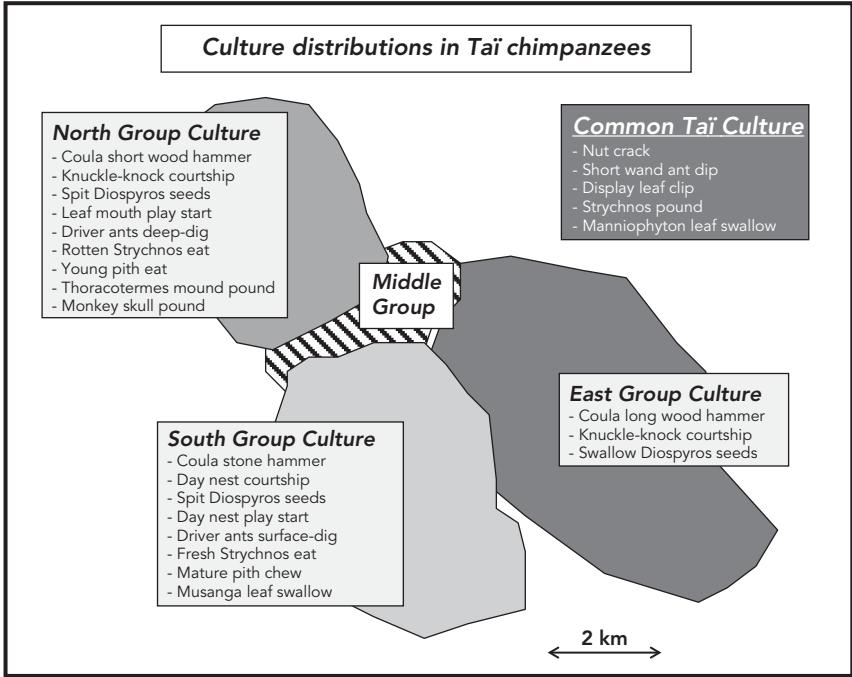 Culture distributions in Taï chimpanzees
North Group Culture
- Coula short wood hammer
- Knuckle-knock courtship
- Spit Diospyros seeds
- Leaf mouth play start
- Driver ants deep-dig
- Rotten Strychnos eat
- Young pith eat
- Thoracotermes mound pound
- Monkey skull pound
Common Taï Culture
- Nut crack
- Short wand ant dip
- Display leaf clip
- Strychnos pound
- Manniophyton leaf swallow
Middle
Group
East Group Culture
- Coula long wood hammer
- Knuckle-knock courtship
- Swallow Diospyros seeds
South Group Culture
- Coula stone hammer
- Day nest courtship
- Spit Diospyros seeds
- Day nest play start
- Driver ants surface-dig
- Fresh Strychnos eat
- Mature pith chew
- Musanga leaf swallow
2 km